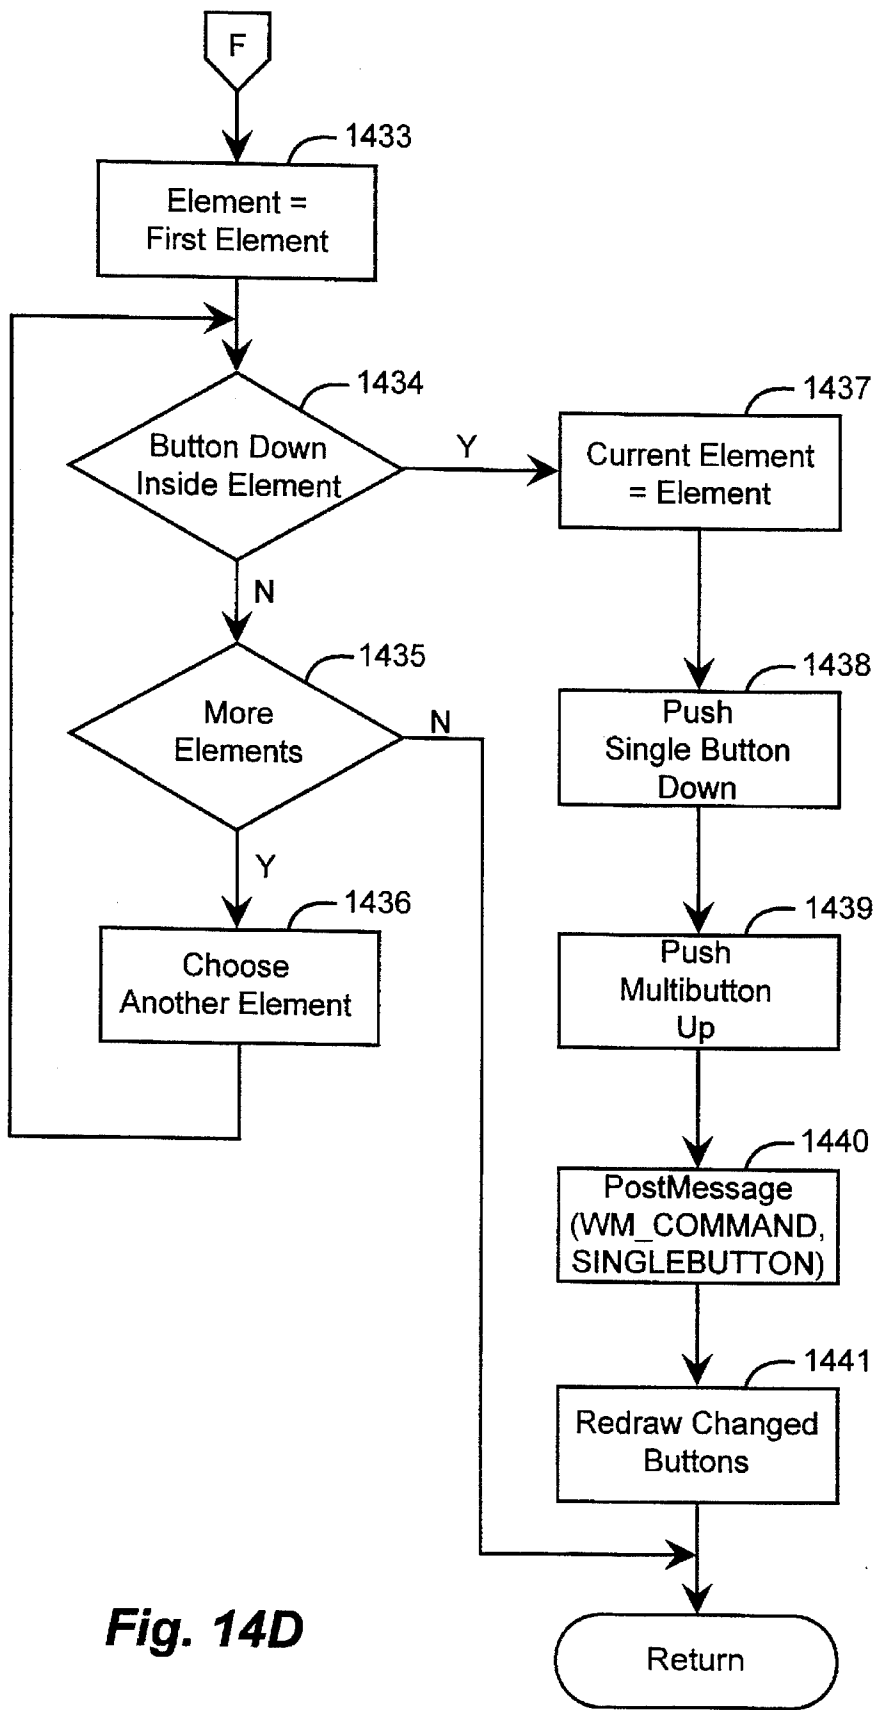 F
1433
Element =
First Element
1434
Button Down
Inside Element
Y
N
1437
Current Element
= Element
1435
More
Elements
N
Y
1438
Push
Single Button
Down
1436
Choose
Another Element
1439
Push
Multibutton
Up
1440
PostMessage
(WM_COMMAND,
SINGLEBUTTON)
1441
Redraw Changed
Buttons
Return
Fig. 14D